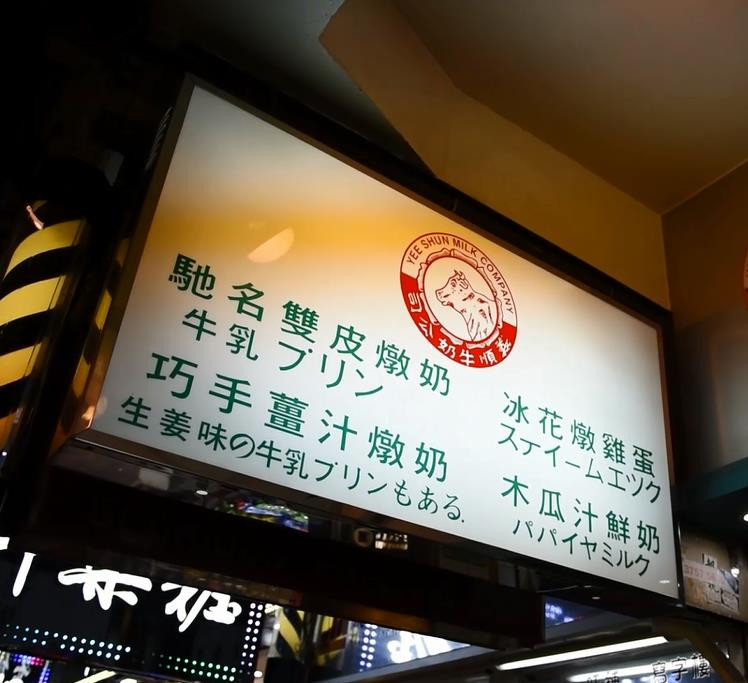 YEE SHUN MILK COMPANY
義順牛奶公司
馳名雙皮燉奶
牛乳プリン
巧手薑汁燉奶
生姜味の牛乳プリンもある.
冰花燉雞蛋
ステイームエツク
木瓜汁鮮奶
パパイヤミルク